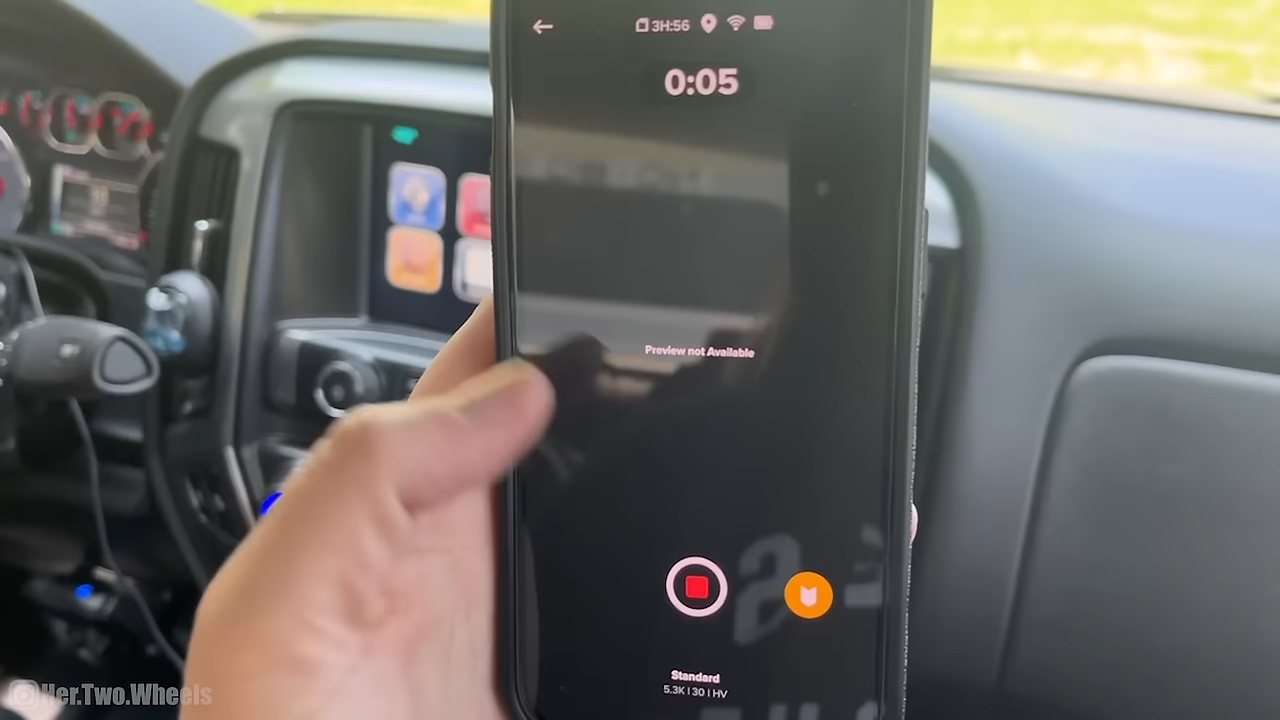 3H:56
0:05
Preview not Available
Standard
5.3K | 30 | HV
Her.Two.Wheels